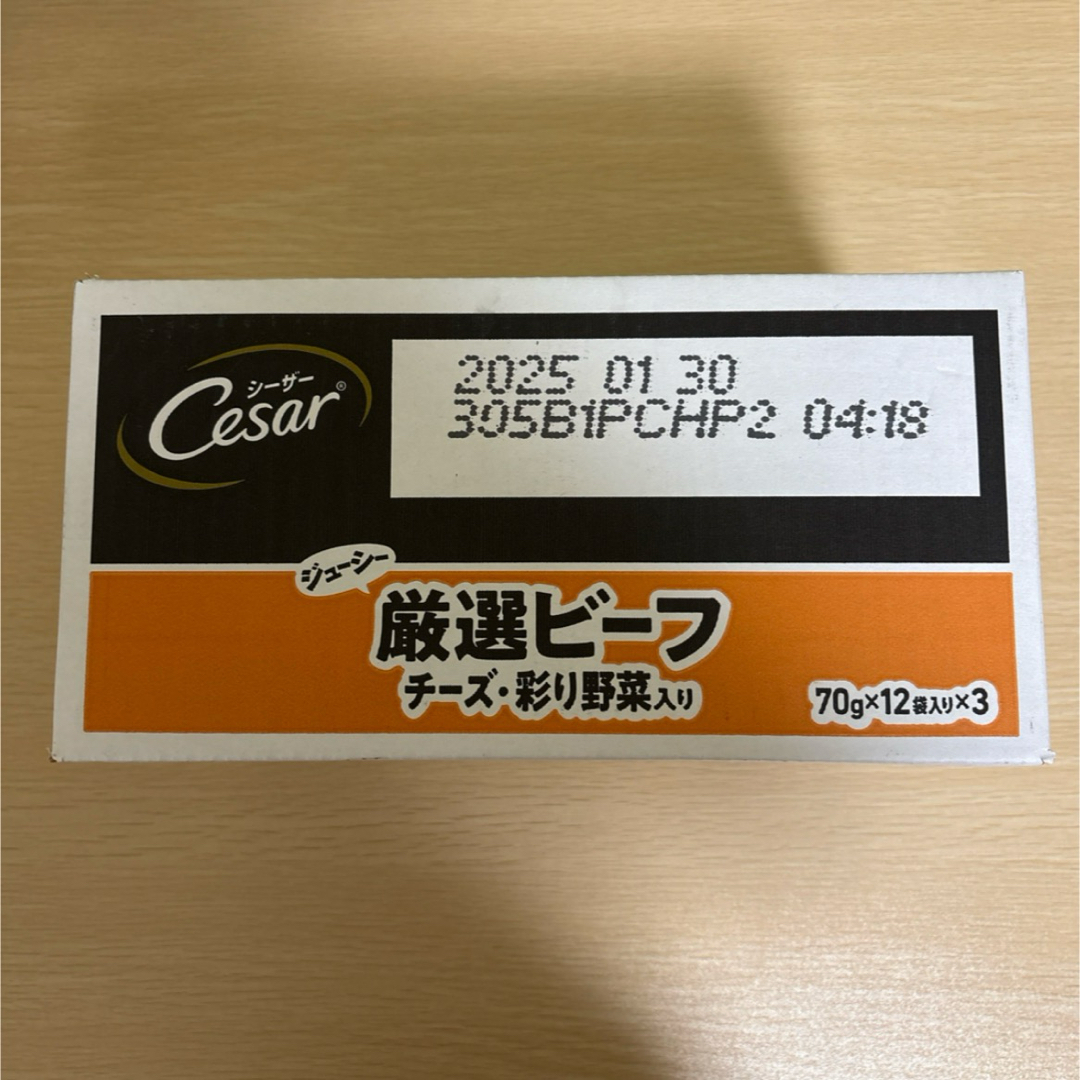 シーザー
Cesar®
2025 01 30
305B1PCHP2 04:18
ジューシー
厳選ビーフ
チーズ・彩り野菜入り
70g×12袋入り×3